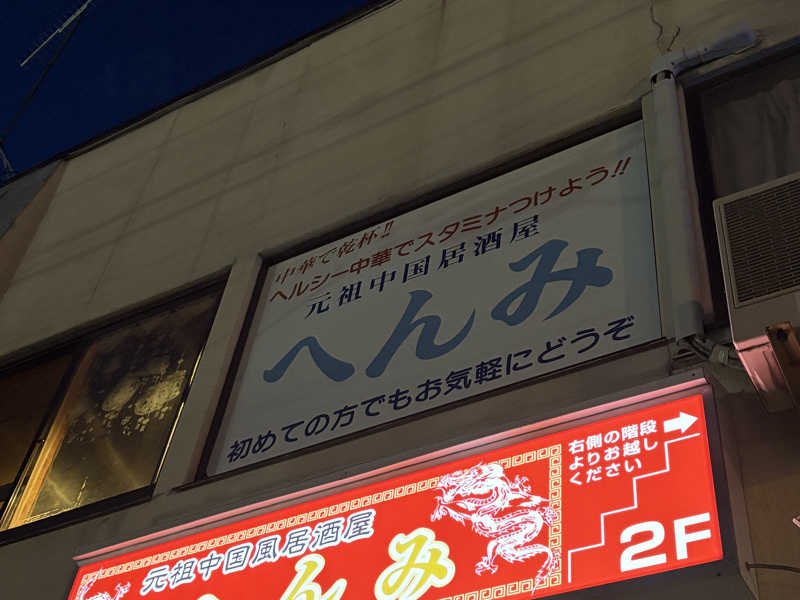 中華で乾杯!!
ヘルシー中華でスタミナつけよう!!
元祖中国居酒屋
へんみ
初めての方でもお気軽にどうぞ
元祖中国風居酒屋
へんみ
右側の階段
よりお越し
ください
2F